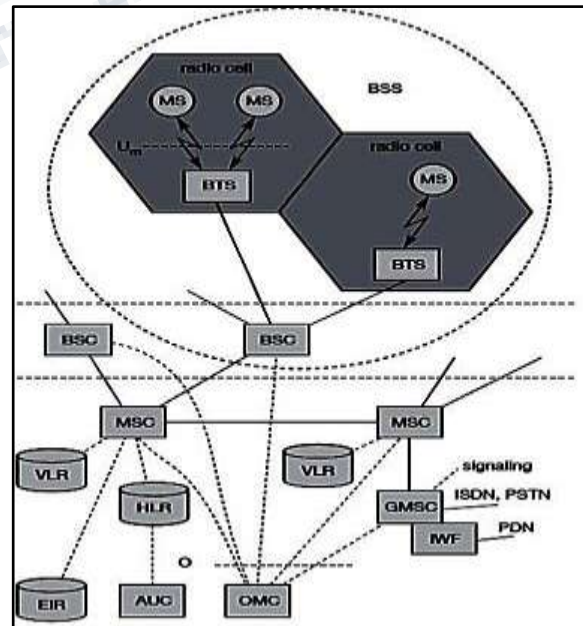 radio cell
BSS
MS
MS
radio cell
Um
MS
BTS
BTS
BSC
BSC
MSC
MSC
VLR
VLR
signaling
HLR
GMSC
ISDN, PSTN
IWF
PDN
O
EIR
AUC
OMC